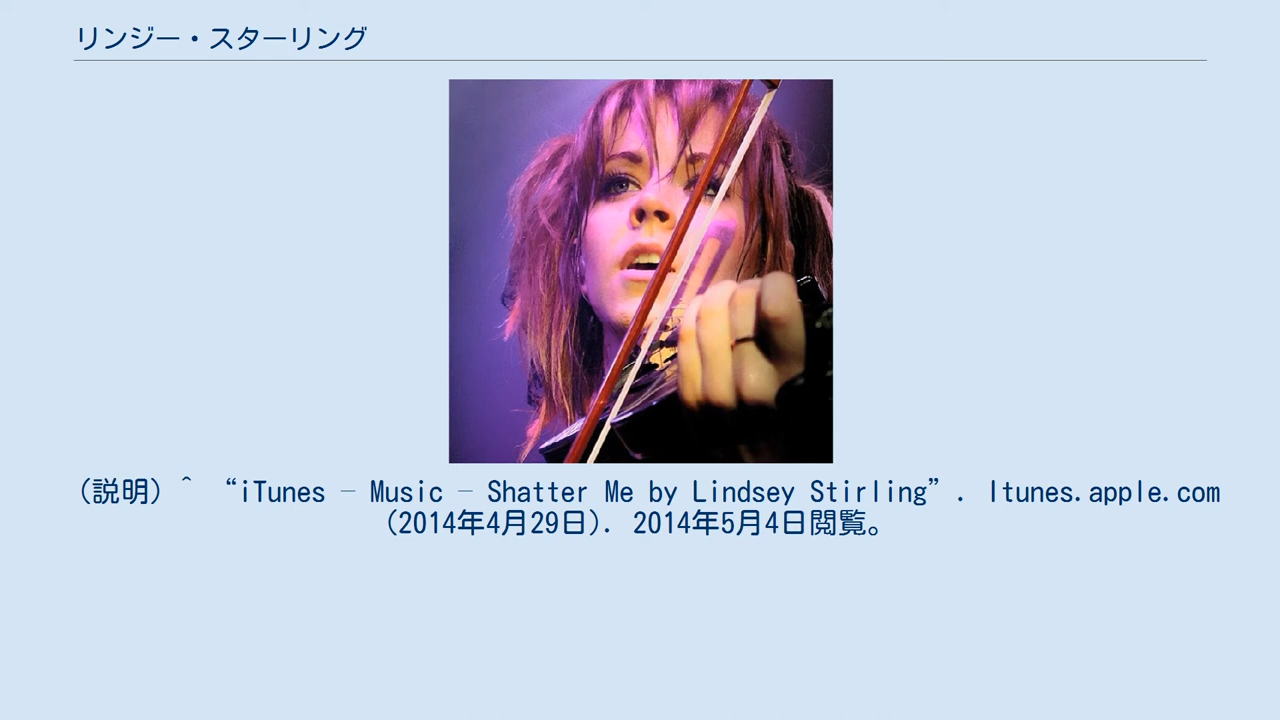 リンジー・スターリング
(説明) ^ “iTunes – Music – Shatter Me by Lindsey Stirling”. Itunes.apple.com
(2014年4月29日). 2014年5月4日閲覧。